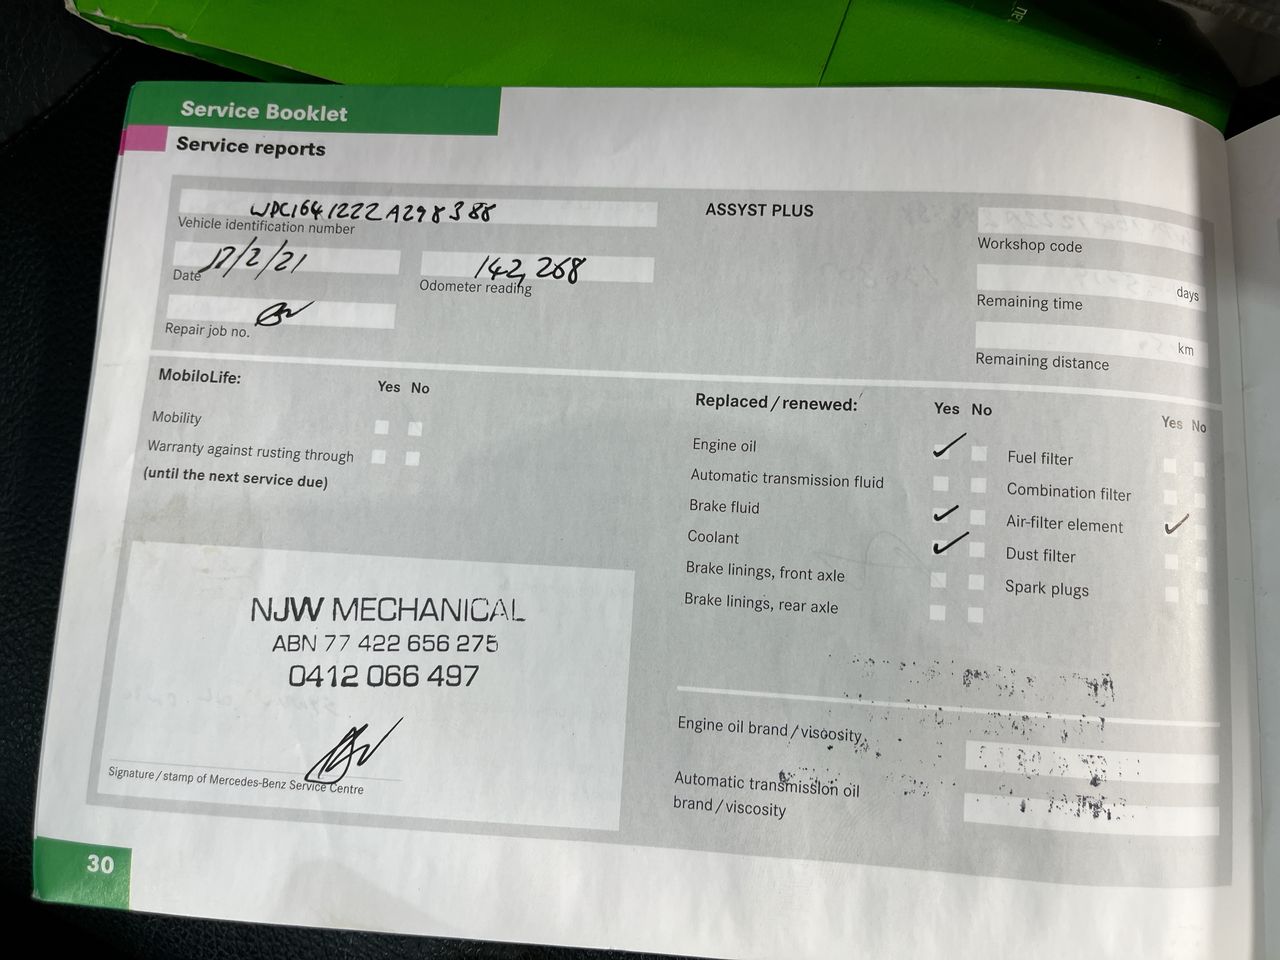 Service Booklet
Service reports
WDC1641222A298388
Vehicle identification number
ASSYST PLUS
Workshop code
17/2/21
Date
142,268
Odometer reading
days
Remaining time
Repair job no.
km
Remaining distance
MobiloLife:
Yes No
Mobility
Warranty against rusting through
(until the next service due)
Replaced / renewed:
Yes No
Yes No
Engine oil
Automatic transmission fluid
Brake fluid
Coolant
Brake linings, front axle
Brake linings, rear axle
Fuel filter
Combination filter
Air-filter element
Dust filter
Spark plugs
NJW MECHANICAL
ABN 77 422 656 275
0412 066 497
Signature / stamp of Mercedes-Benz Service Centre
Engine oil brand / viscosity
Automatic transmission oil
brand / viscosity
30